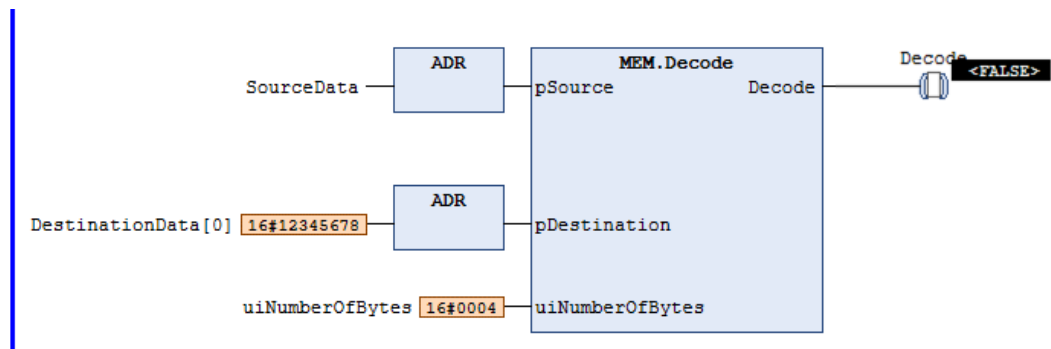 ADR
MEM.Decode
Decode
<FALSE>
SourceData
pSource
Decode
ADR
DestinationData[0]
16#12345678
pDestination
uiNumberOfBytes
16#0004
uiNumberOfBytes